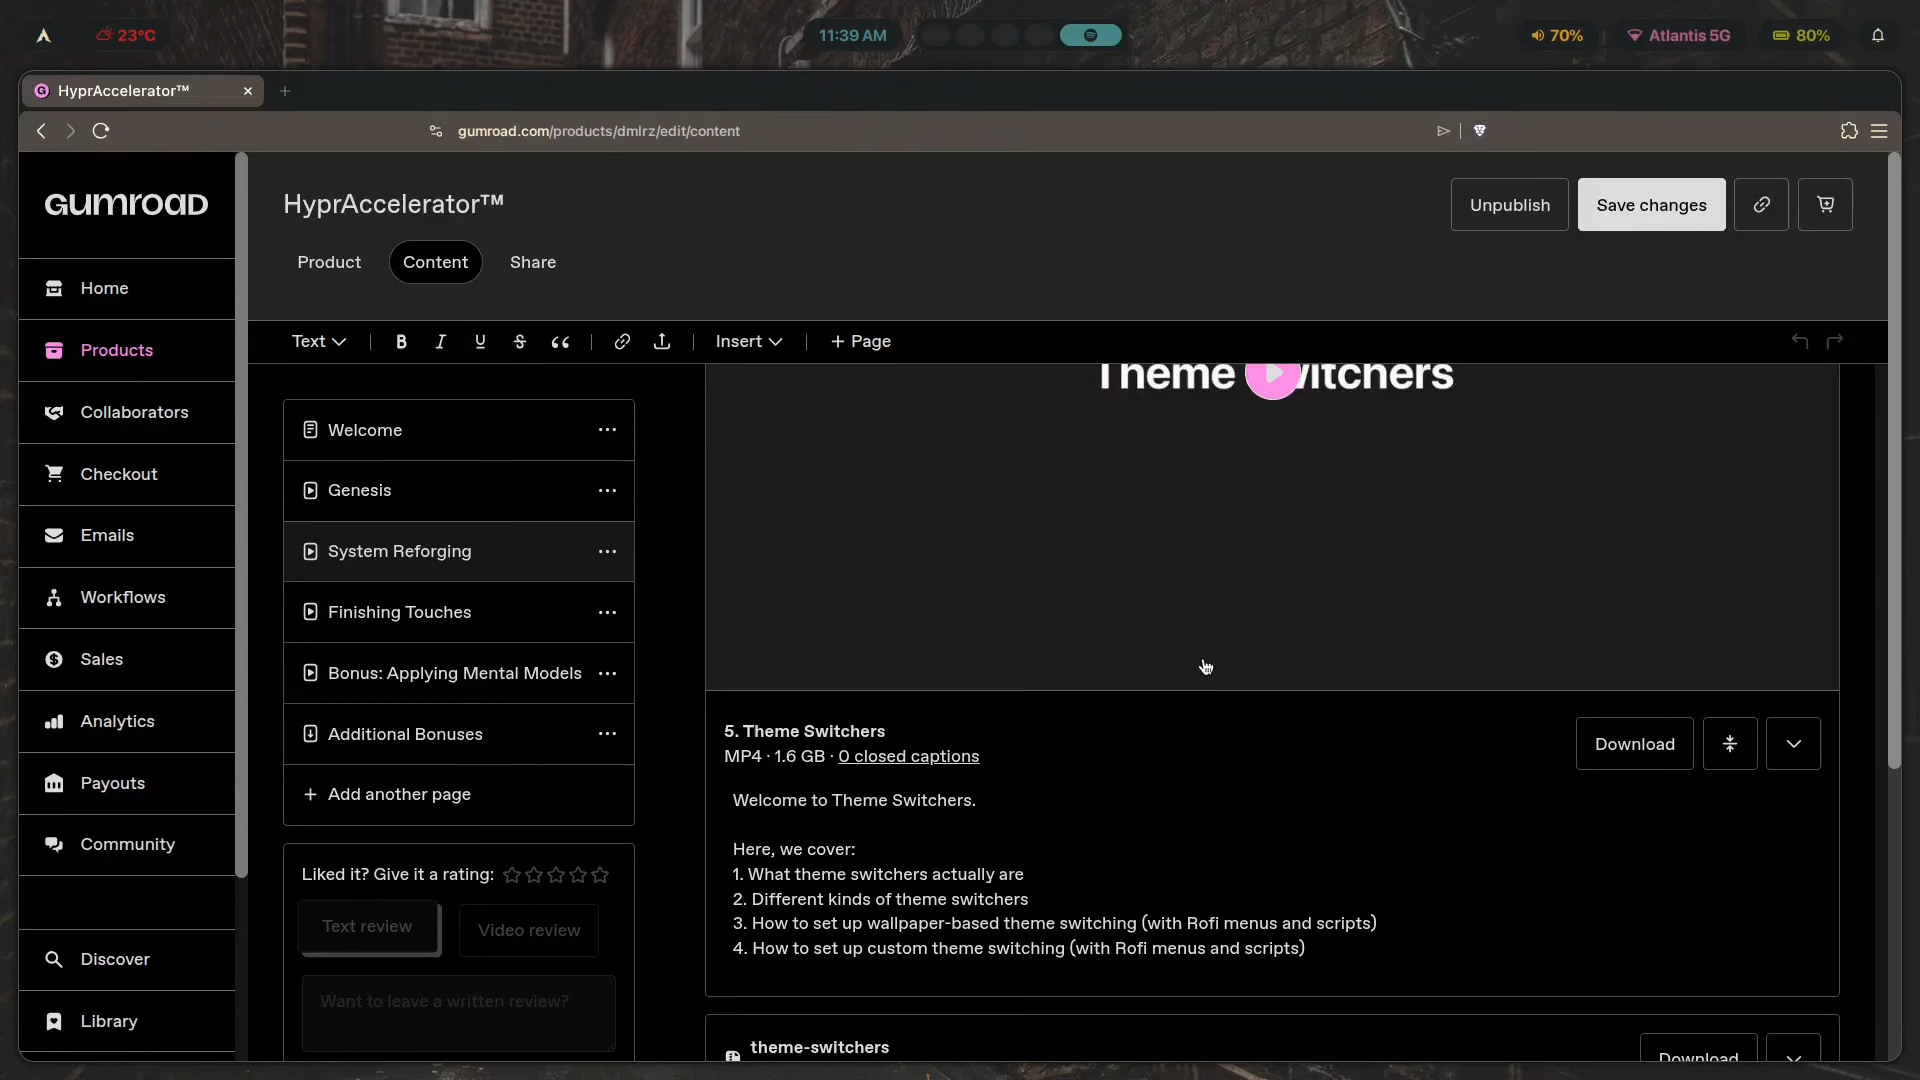 23°C
11:39 AM
70%
Atlantis 5G
80%
HyprAccelerator™
gumroad.com/products/dmlrz/edit/content
GUMROAD
HyprAccelerator™
Unpublish
Save changes
Product
Content
Share
Home
Products
Collaborators
Checkout
Emails
Workflows
Sales
Analytics
Payouts
Community
Discover
Library
Text
B
I
U
S
Insert
+ Page
Welcome
Genesis
System Reforging
Finishing Touches
Bonus: Applying Mental Models
Additional Bonuses
+ Add another page
Liked it? Give it a rating:
Text review
Video review
Want to leave a written review?
Theme Switchers
5. Theme Switchers
MP4 · 1.6 GB · 0 closed captions
Download
Welcome to Theme Switchers.
Here, we cover:
1. What theme switchers actually are
2. Different kinds of theme switchers
3. How to set up wallpaper-based theme switching (with Rofi menus and scripts)
4. How to set up custom theme switching (with Rofi menus and scripts)
theme-switchers
Download